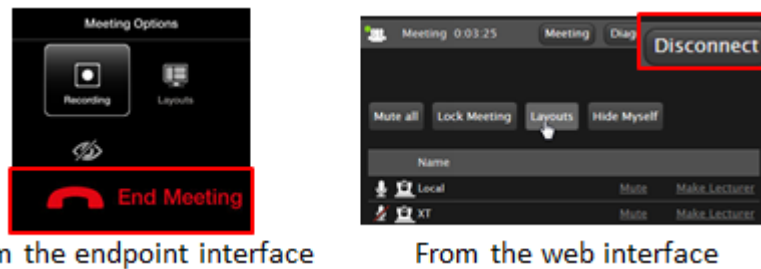 Meeting Options
Recording Layouts
End Meeting
m the endpoint interface
Meeting 0:03:25 Meeting Diag Disconnect
Mute all Lock Meeting Layouts Hide Myself
Name
Local Mute Make Lecturer
XT Mute Make Lecturer
From the web interface